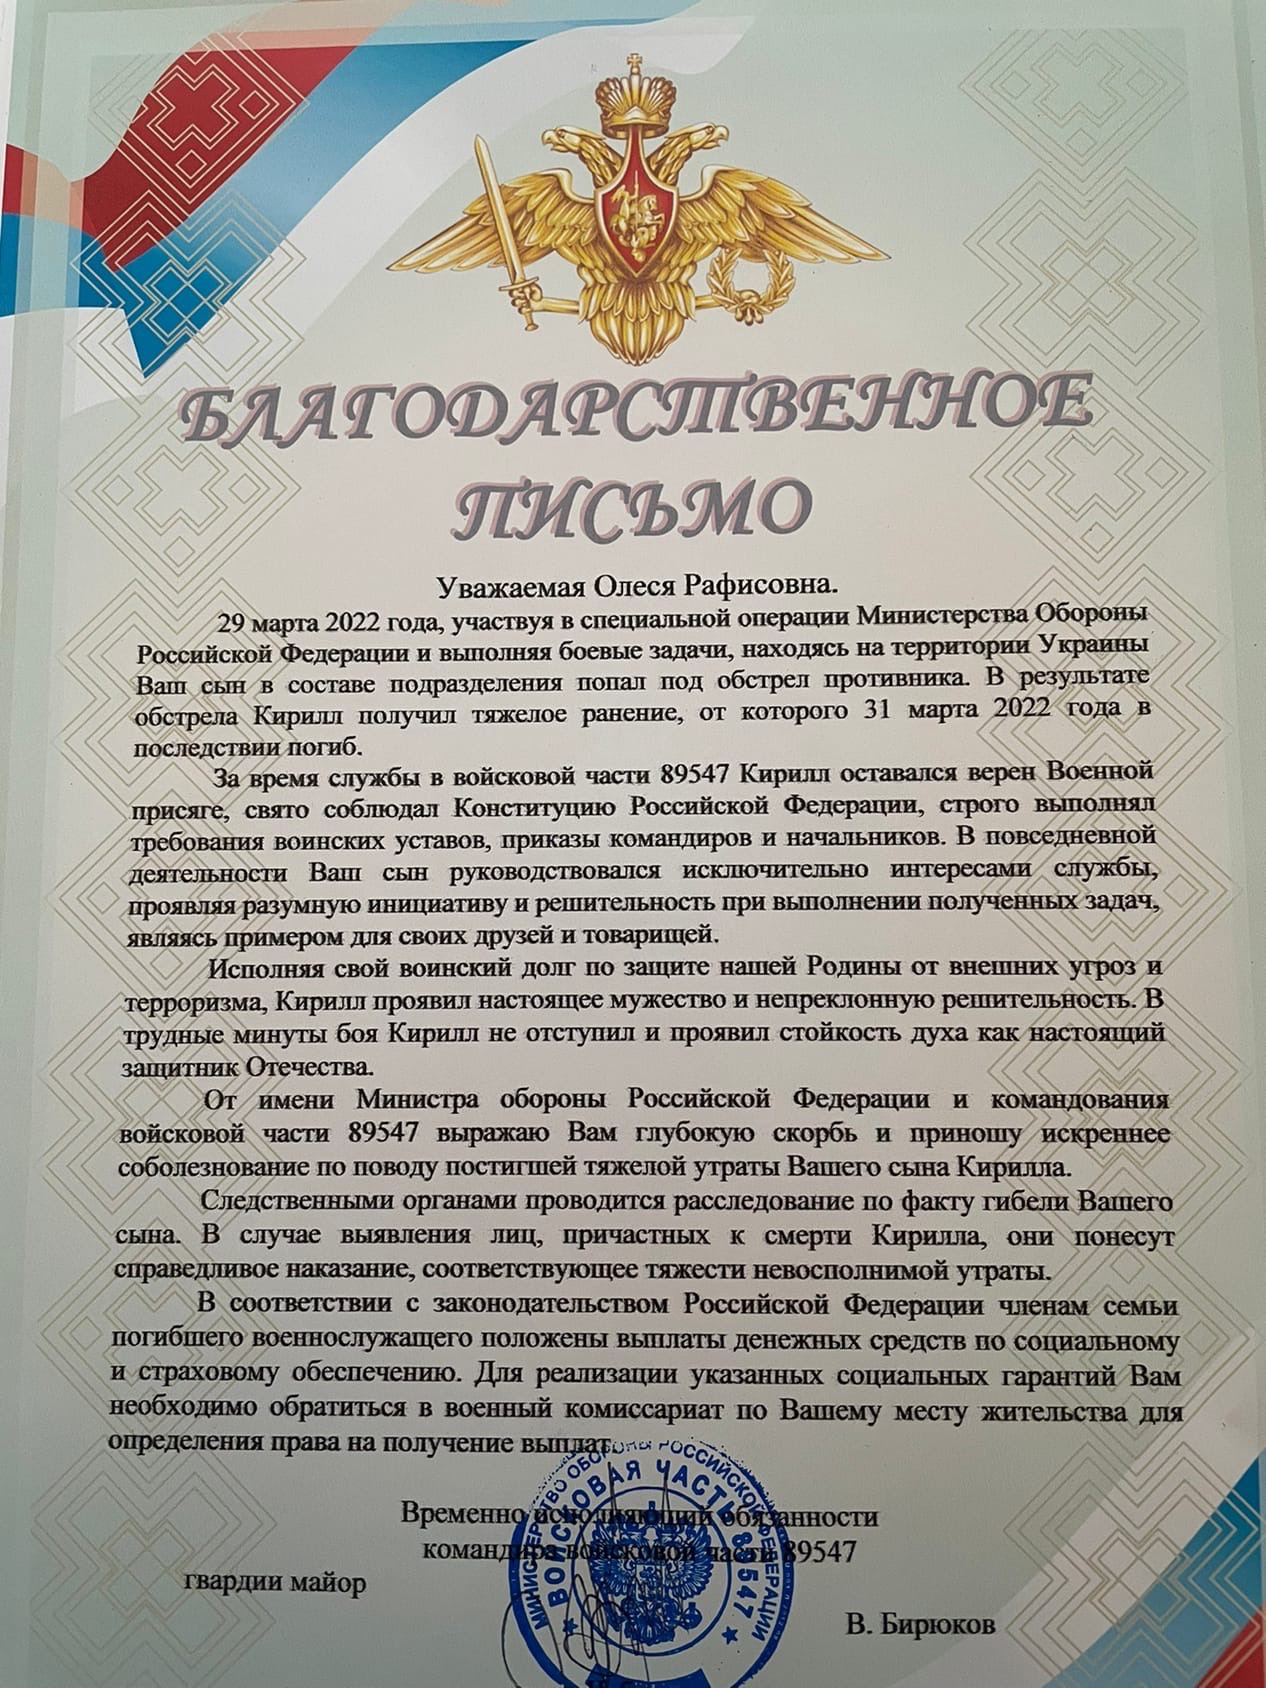 БЛАГОДАРСТВЕННОЕ
ПИСЬМО
Уважаемая Олеся Рафисовна.
29 марта 2022 года, участвуя в специальной операции Министерства Обороны
Российской Федерации и выполняя боевые задачи, находясь на территории Украины
Ваш сын в составе подразделения попал под обстрел противника. В результате
обстрела Кирилл получил тяжелое ранение, от которого 31 марта 2022 года в
последствии погиб.
За время службы в войсковой части 89547 Кирилл оставался верен Военной
присяге, свято соблюдал Конституцию Российской Федерации, строго выполнял
требования воинских уставов, приказы командиров и начальников. В повседневной
деятельности Ваш сын руководствовался исключительно интересами службы,
проявляя разумную инициативу и решительность при выполнении полученных задач,
являясь примером для своих друзей и товарищей.
Исполняя свой воинский долг по защите нашей Родины от внешних угроз и
терроризма, Кирилл проявил настоящее мужество и непреклонную решительность. В
трудные минуты боя Кирилл не отступил и проявил стойкость духа как настоящий
защитник Отечества.
От имени Министра обороны Российской Федерации и командования
войсковой части 89547 выражаю Вам глубокую скорбь и приношу искреннее
соболезнование по поводу постигшей тяжелой утраты Вашего сына Кирилла.
Следственными органами проводится расследование по факту гибели Вашего
сына. В случае выявления лиц, причастных к смерти Кирилла, они понесут
справедливое наказание, соответствующее тяжести невосполнимой утраты.
В соответствии с законодательством Российской Федерации членам семьи
погибшего военнослужащего положены выплаты денежных средств по социальному
и страховому обеспечению. Для реализации указанных социальных гарантий Вам
необходимо обратиться в военный комиссариат по Вашему месту жительства для
определения права на получение выплат.
Временно исполняющий обязанности
командира войсковой части 89547
гвардии майор
В. Бирюков
МИНИСТЕРСТВО ОБОРОНЫ РОССИЙСКОЙ ФЕДЕРАЦИИ
ВОЙСКОВАЯ ЧАСТЬ 89547